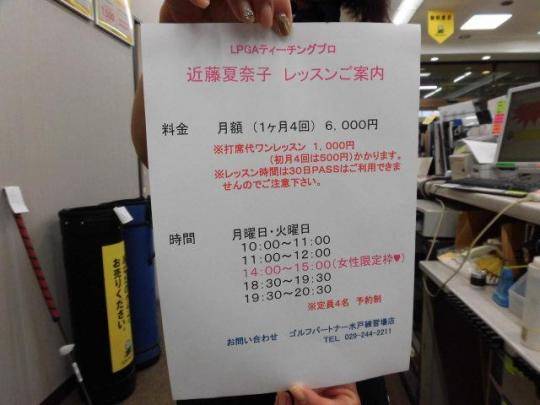 LPGAティーチングプロ
近藤夏奈子 レッスンご案内
料金 月額 (1ヶ月4回) 6,000円
※打席代ワンレッスン 1,000円
(初月4回は500円)かかります。
※レッスン時間は30日PASSはご利用できま
せんのでご注意下さい。
時間 月曜日・火曜日
10:00～11:00
11:00～12:00
14:00～15:00(女性限定枠♥)
18:30～19:30
19:30～20:30
※定員4名 予約制
お問い合わせ ゴルフパートナー水戸練習場店
TEL 029-244-2211
お売りください